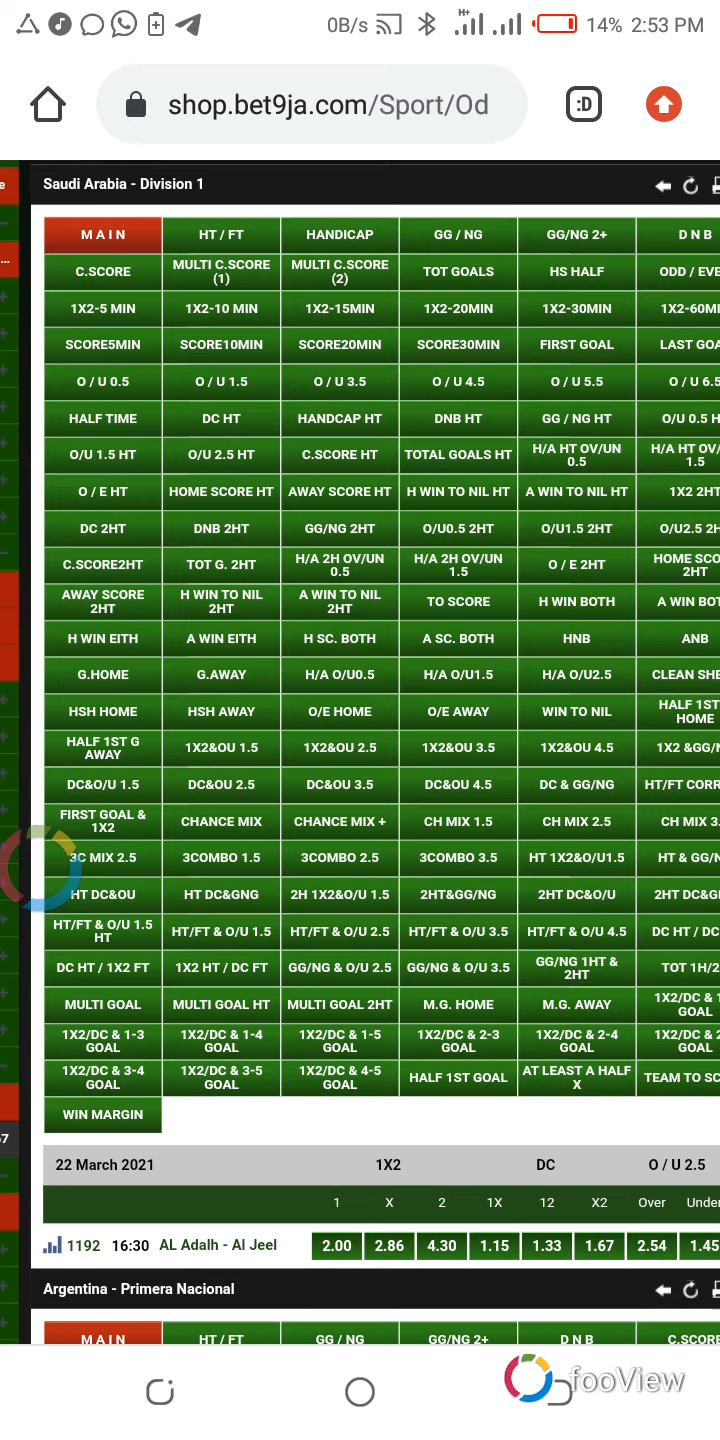 0B/s H+ 14% 2:53 PM
shop.bet9ja.com/Sport/Od :D
Saudi Arabia - Division 1
M A I N HT / FT HANDICAP GG / NG GG/NG 2+ D N B
C.SCORE MULTI C.SCORE (1) MULTI C.SCORE (2) TOT GOALS HS HALF ODD / EVE
1X2-5 MIN 1X2-10 MIN 1X2-15MIN 1X2-20MIN 1X2-30MIN 1X2-60MI
SCORE5MIN SCORE10MIN SCORE20MIN SCORE30MIN FIRST GOAL LAST GOA
O / U 0.5 O / U 1.5 O / U 3.5 O / U 4.5 O / U 5.5 O / U 6.5
HALF TIME DC HT HANDCAP HT DNB HT GG / NG HT O/U 0.5 H
O/U 1.5 HT O/U 2.5 HT C.SCORE HT TOTAL GOALS HT H/A HT OV/UN 0.5 H/A HT OV/ 1.5
O / E HT HOME SCORE HT AWAY SCORE HT H WIN TO NIL HT A WIN TO NIL HT 1X2 2HT
DC 2HT DNB 2HT GG/NG 2HT O/U0.5 2HT O/U1.5 2HT O/U2.5 2H
C.SCORE2HT TOT G. 2HT H/A 2H OV/UN 0.5 H/A 2H OV/UN 1.5 O / E 2HT HOME SCO 2HT
AWAY SCORE 2HT H WIN TO NIL 2HT A WIN TO NIL 2HT TO SCORE H WIN BOTH A WIN BOT
H WIN EITH A WIN EITH H SC. BOTH A SC. BOTH HNB ANB
G.HOME G.AWAY H/A O/U0.5 H/A O/U1.5 H/A O/U2.5 CLEAN SHE
HSH HOME HSH AWAY O/E HOME O/E AWAY WIN TO NIL HALF 1ST HOME
HALF 1ST G AWAY 1X2&OU 1.5 1X2&OU 2.5 1X2&OU 3.5 1X2&OU 4.5 1X2 &GG/N
DC&O/U 1.5 DC&OU 2.5 DC&OU 3.5 DC&OU 4.5 DC & GG/NG HT/FT CORR
FIRST GOAL & 1X2 CHANCE MIX CHANCE MIX + CH MIX 1.5 CH MIX 2.5 CH MIX 3.
3C MIX 2.5 3COMBO 1.5 3COMBO 2.5 3COMBO 3.5 HT 1X2&O/U1.5 HT & GG/N
HT DC&OU HT DC&GNG 2H 1X2&O/U 1.5 2HT&GG/NG 2HT DC&O/U 2HT DC&G
HT/FT & O/U 1.5 HT HT/FT & O/U 1.5 HT/FT & O/U 2.5 HT/FT & O/U 3.5 HT/FT & O/U 4.5 DC HT / DC
DC HT / 1X2 FT 1X2 HT / DC FT GG/NG & O/U 2.5 GG/NG & O/U 3.5 GG/NG 1HT & 2HT TOT 1H/2
MULTI GOAL MULTI GOAL HT MULTI GOAL 2HT M.G. HOME M.G. AWAY 1X2/DC & 1 GOAL
1X2/DC & 1-3 GOAL 1X2/DC & 1-4 GOAL 1X2/DC & 1-5 GOAL 1X2/DC & 2-3 GOAL 1X2/DC & 2-4 GOAL 1X2/DC & 2 GOAL
1X2/DC & 3-4 GOAL 1X2/DC & 3-5 GOAL 1X2/DC & 4-5 GOAL HALF 1ST GOAL AT LEAST A HALF X TEAM TO SC
WIN MARGIN
22 March 2021 1X2 DC O / U 2.5
1 X 2 1X 12 X2 Over Under
1192 16:30 AL Adalh - Al Jeel 2.00 2.86 4.30 1.15 1.33 1.67 2.54 1.45
Argentina - Primera Nacional
M A I N HT / FT GG / NG GG/NG 2+ D N B C.SCORE
fooView